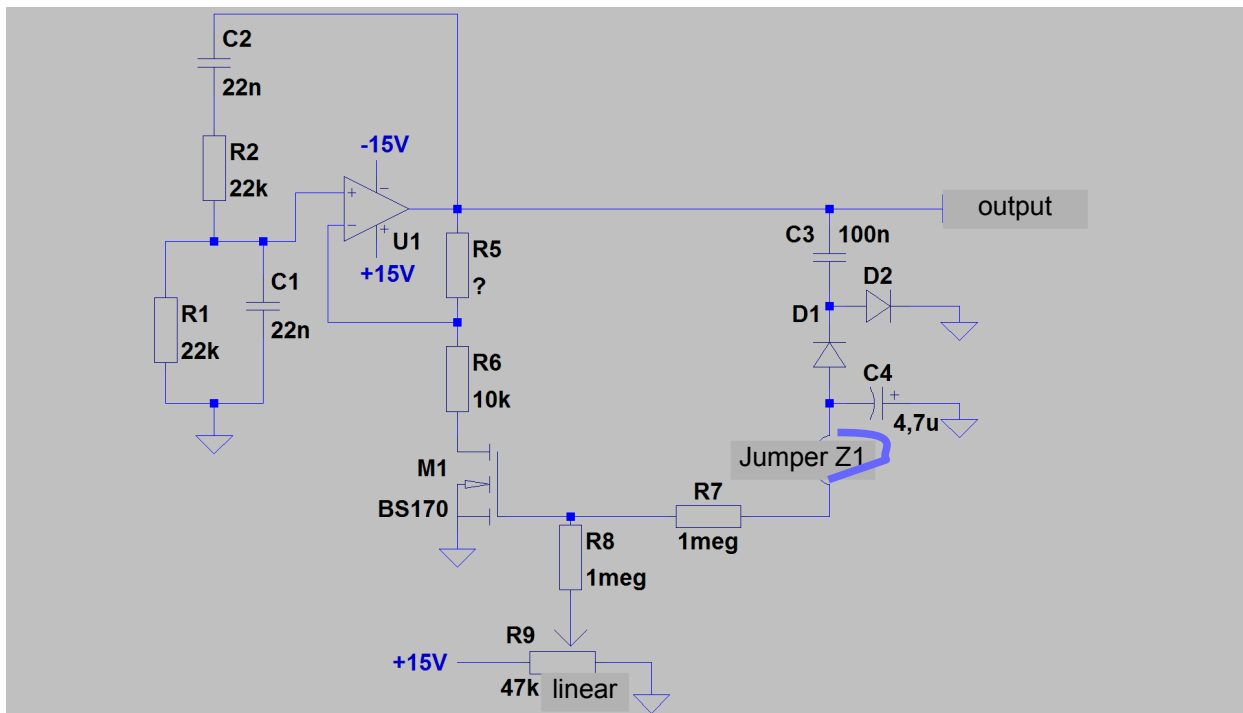 C2
22n
R2
22k
-15V
+
−
−
+
U1
+15V
output
C3 100n
R5
?
D2
C1
22n
R1
22k
D1
R6
10k
C4
+
4,7u
Jumper Z1
M1
BS170
R7
1meg
R8
1meg
R9
+15V
47k linear